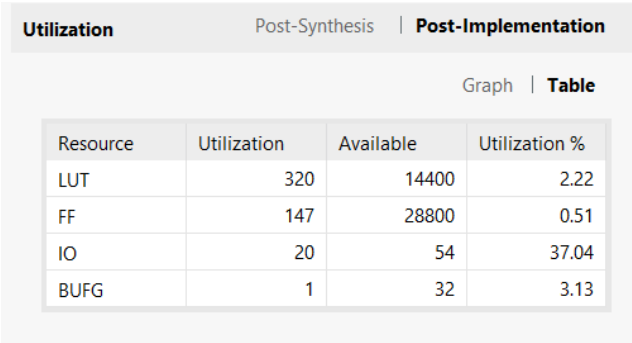 Utilization Post-Synthesis | Post-Implementation
Graph | Table
Resource Utilization Available Utilization %
LUT 320 14400 2.22
FF 147 28800 0.51
IO 20 54 37.04
BUFG 1 32 3.13